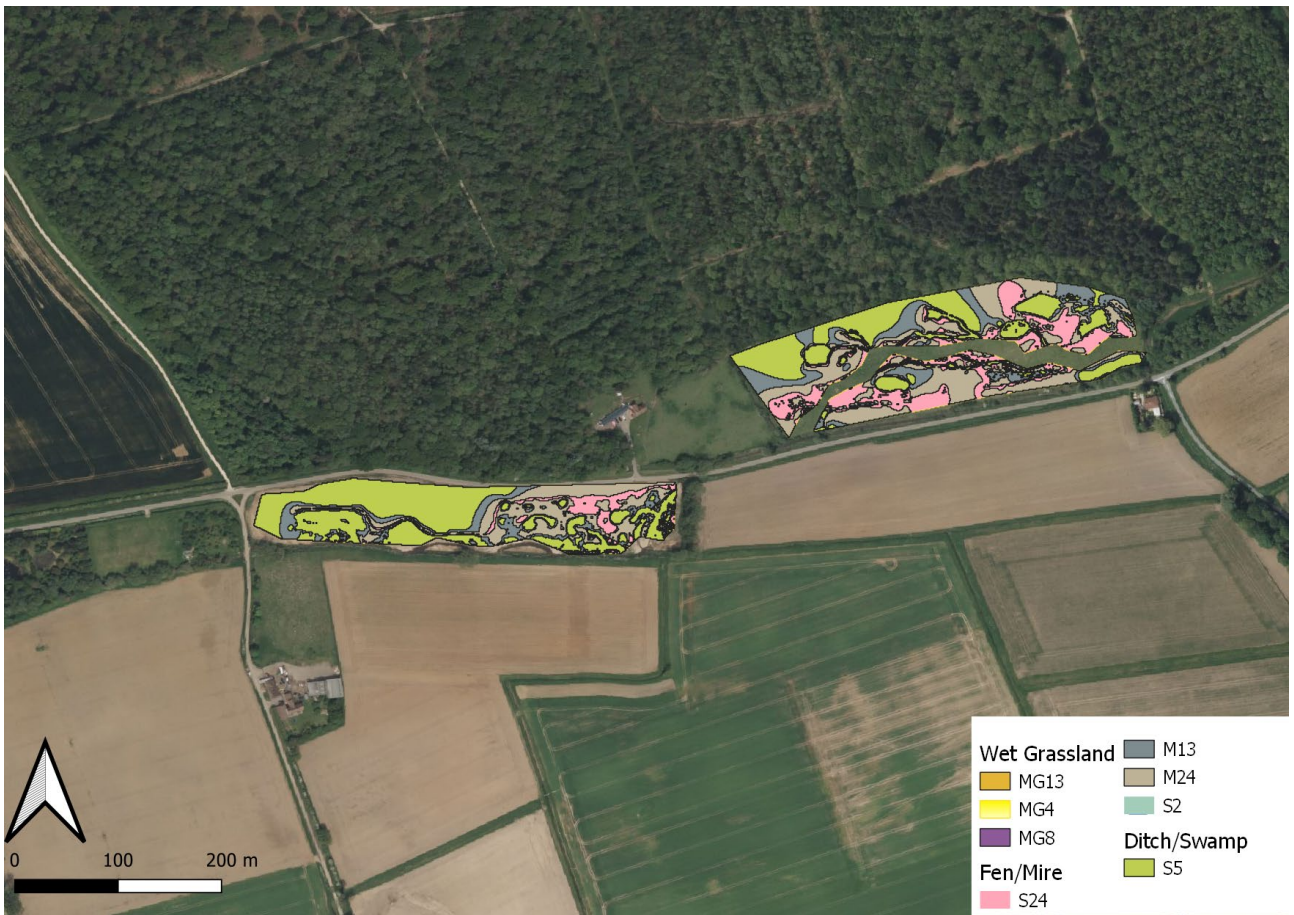 0 100 200 m
Wet Grassland
MG13
MG4
MG8
Fen/Mire
S24
M13
M24
S2
Ditch/Swamp
S5